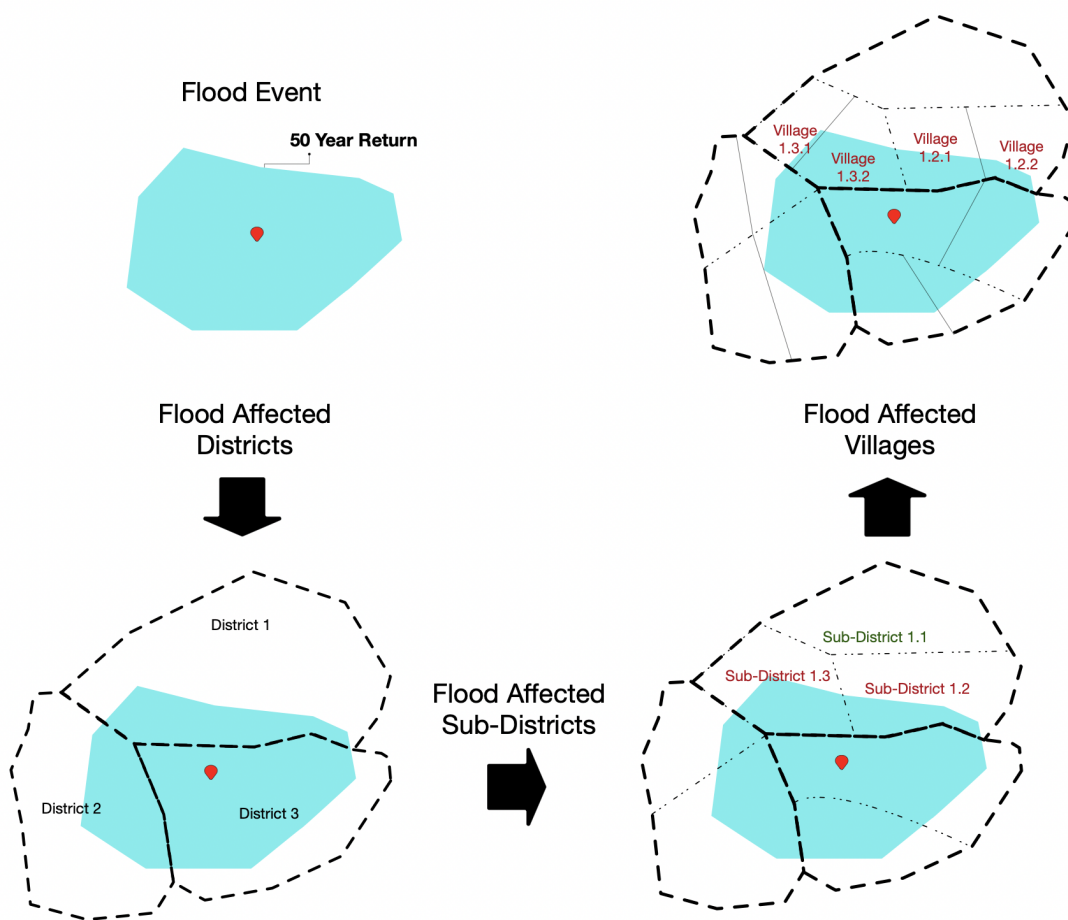 Flood Event
50 Year Return
Flood Affected
Districts
District 1
District 2
District 3
Flood Affected
Sub-Districts
Sub-District 1.1
Sub-District 1.3
Sub-District 1.2
Flood Affected
Villages
Village
1.3.1
Village
1.3.2
Village
1.2.1
Village
1.2.2